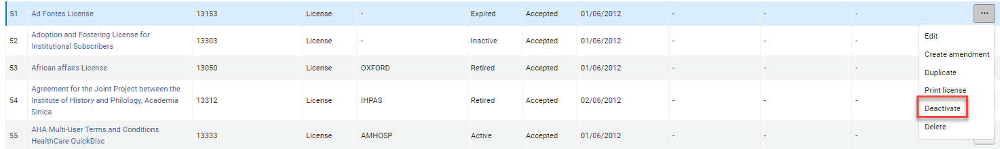 51 Ad Fontes License 13153 License - Expired Accepted 01/06/2012 - - - ...
52 Adoption and Fostering License for Institutional Subscribers 13303 License - Inactive Accepted 01/06/2012 - - -
53 African affairs License 13050 License OXFORD Retired Accepted 01/06/2012 - - -
54 Agreement for the Joint Project between the Institute of History and Philology, Academia Sinica 13312 License IHPAS Retired Accepted 02/06/2012 - - -
55 AHA Multi-User Terms and Conditions HealthCare QuickDisc 13333 License AMHOSP Active Accepted 01/06/2012 - - -
Edit
Create amendment
Duplicate
Print license
Deactivate
Delete